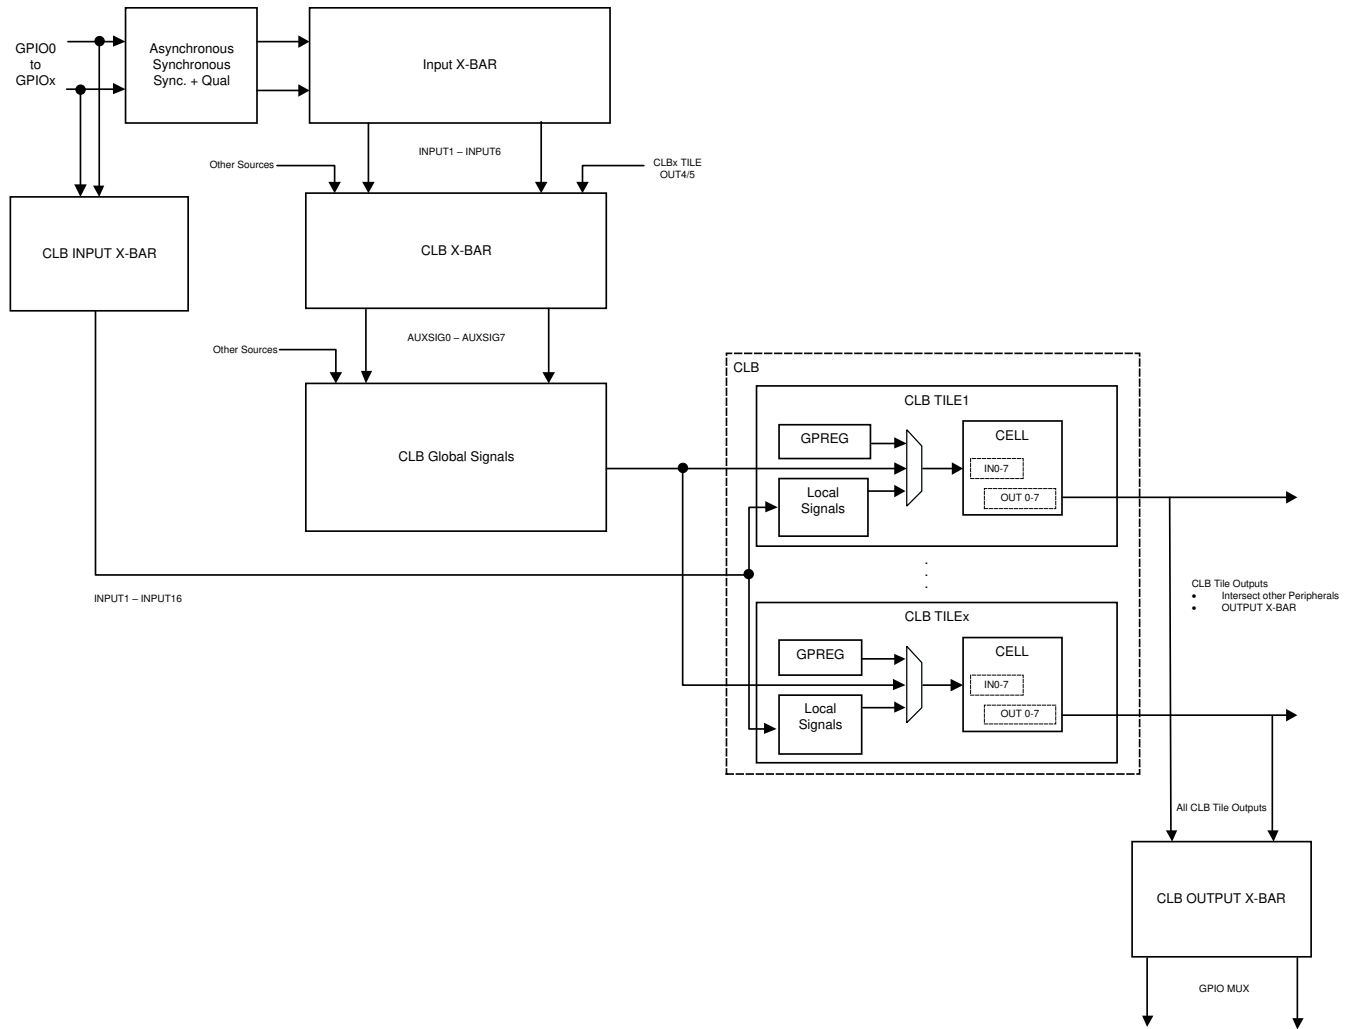 GPIO0
to
GPIOx
Asynchronous
Synchronous
Sync. + Qual
Input X-BAR
INPUT1 – INPUT6
Other Sources
CLBx TILE
OUT4/5
CLB INPUT X-BAR
CLB X-BAR
AUXSIG0 – AUXSIG7
Other Sources
CLB Global Signals
INPUT1 – INPUT16
CLB
CLB TILE1
GPREG
Local
Signals
CELL
IN0-7
OUT 0-7
.
.
.
CLB TILEx
GPREG
Local
Signals
CELL
IN0-7
OUT 0-7
CLB Tile Outputs
• Intersect other Peripherals
• OUTPUT X-BAR
All CLB Tile Outputs
CLB OUTPUT X-BAR
GPIO MUX